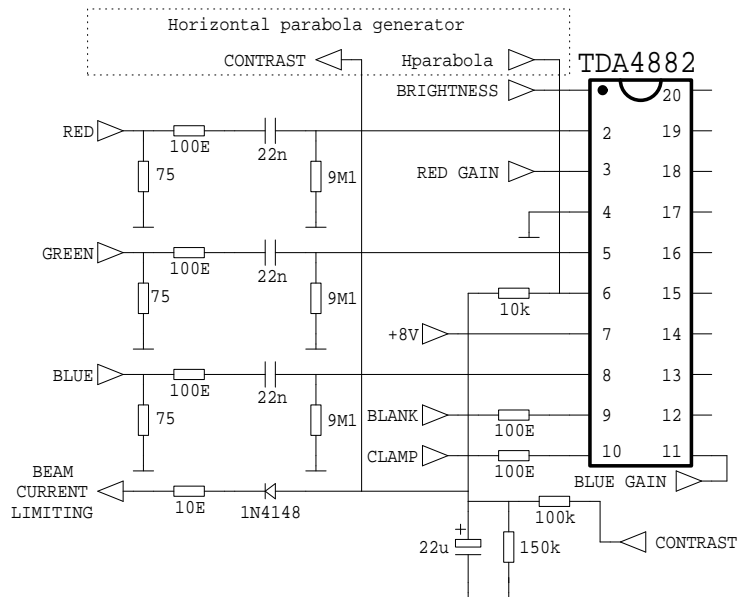 Horizontal parabola generator
CONTRAST
Hparabola
TDA4882
BRIGHTNESS
20
RED
100E
22n
2
19
75
9M1
RED GAIN
3
18
4
17
GREEN
100E
22n
5
16
75
9M1
10k
6
15
+8V
7
14
BLUE
100E
22n
8
13
75
9M1
BLANK
100E
9
12
CLAMP
100E
10
11
BEAM
CURRENT
LIMITING
10E
1N4148
BLUE GAIN
100k
+
22u
150k
CONTRAST